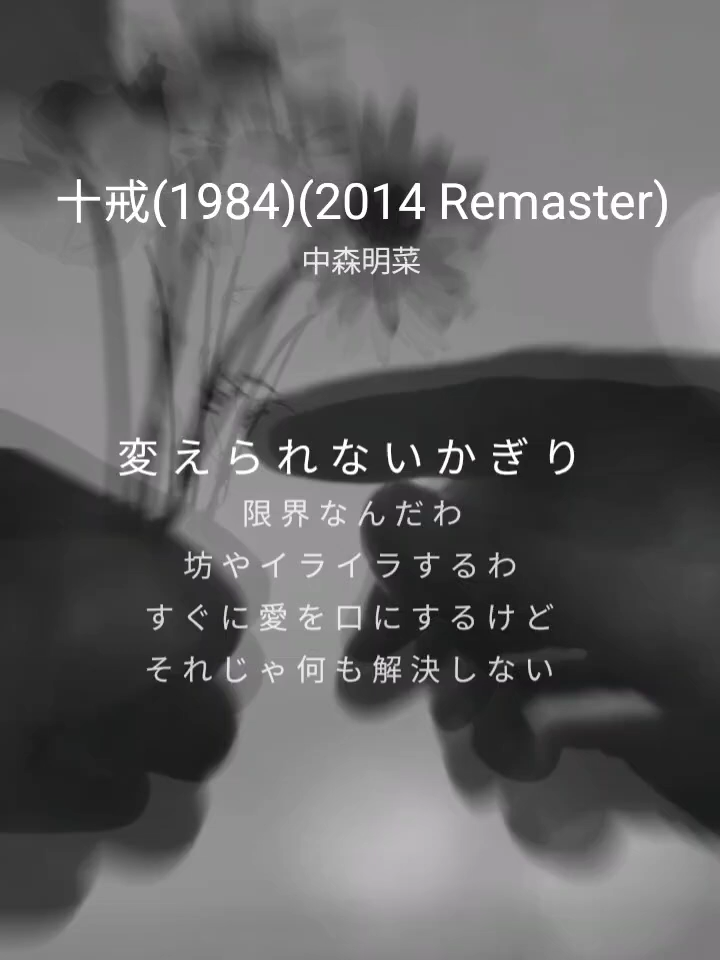 十戒(1984)(2014 Remaster)
中森明菜
変えられないかぎり
限界なんだわ
坊やイライラするわ
すぐに愛を口にするけど
それじゃ何も解決しない